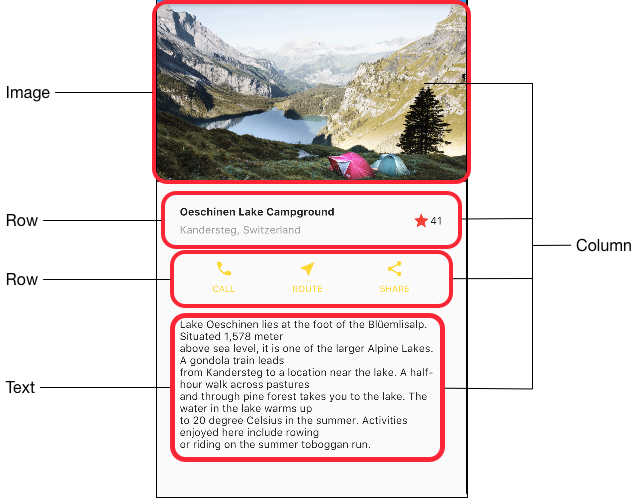 Image
Row
Oeschinen Lake Campground
Kandersteg, Switzerland
41
Column
Row
CALL
ROUTE
SHARE
Text
Lake Oeschinen lies at the foot of the Blüemlisalp.
Situated 1,578 meter
above sea level, it is one of the larger Alpine Lakes.
A gondola train leads
from Kandersteg to a location near the lake. A half-
hour walk across pastures
and through pine forest takes you to the lake. The
water in the lake warms up
to 20 degree Celsius in the summer. Activities
enjoyed here include rowing
or riding on the summer toboggan run.